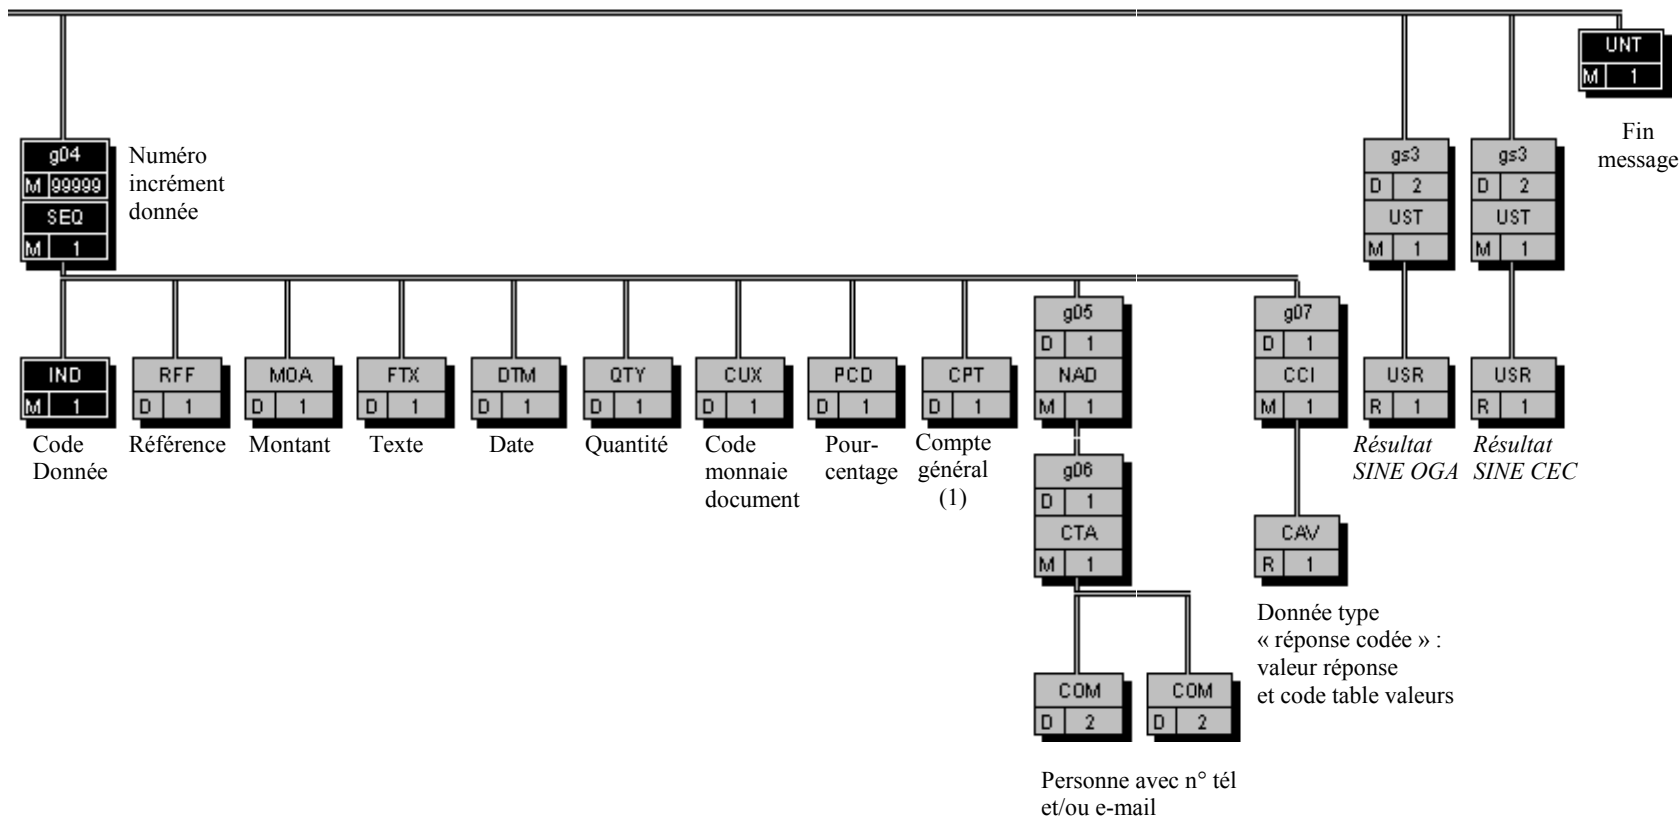 UNT
M 1
Fin
message
g04
M 99999
SEQ
M 1
Numéro
incrément
donnée
gs3
D 2
UST
M 1
gs3
D 2
UST
M 1
IND
M 1
Code
Donnée
RFF
D 1
Référence
MOA
D 1
Montant
FTX
D 1
Texte
DTM
D 1
Date
QTY
D 1
Quantité
CUX
D 1
Code
monnaie
document
PCD
D 1
Pour-
centage
CPT
D 1
Compte
général
(1)
g05
D 1
NAD
M 1
g06
D 1
CTA
M 1
COM
D 2
COM
D 2
Personne avec n° tél
et/ou e-mail
g07
D 1
CCI
M 1
CAV
R 1
Donnée type
« réponse codée » :
valeur réponse
et code table valeurs
USR
R 1
Résultat
SINE OGA
USR
R 1
Résultat
SINE CEC